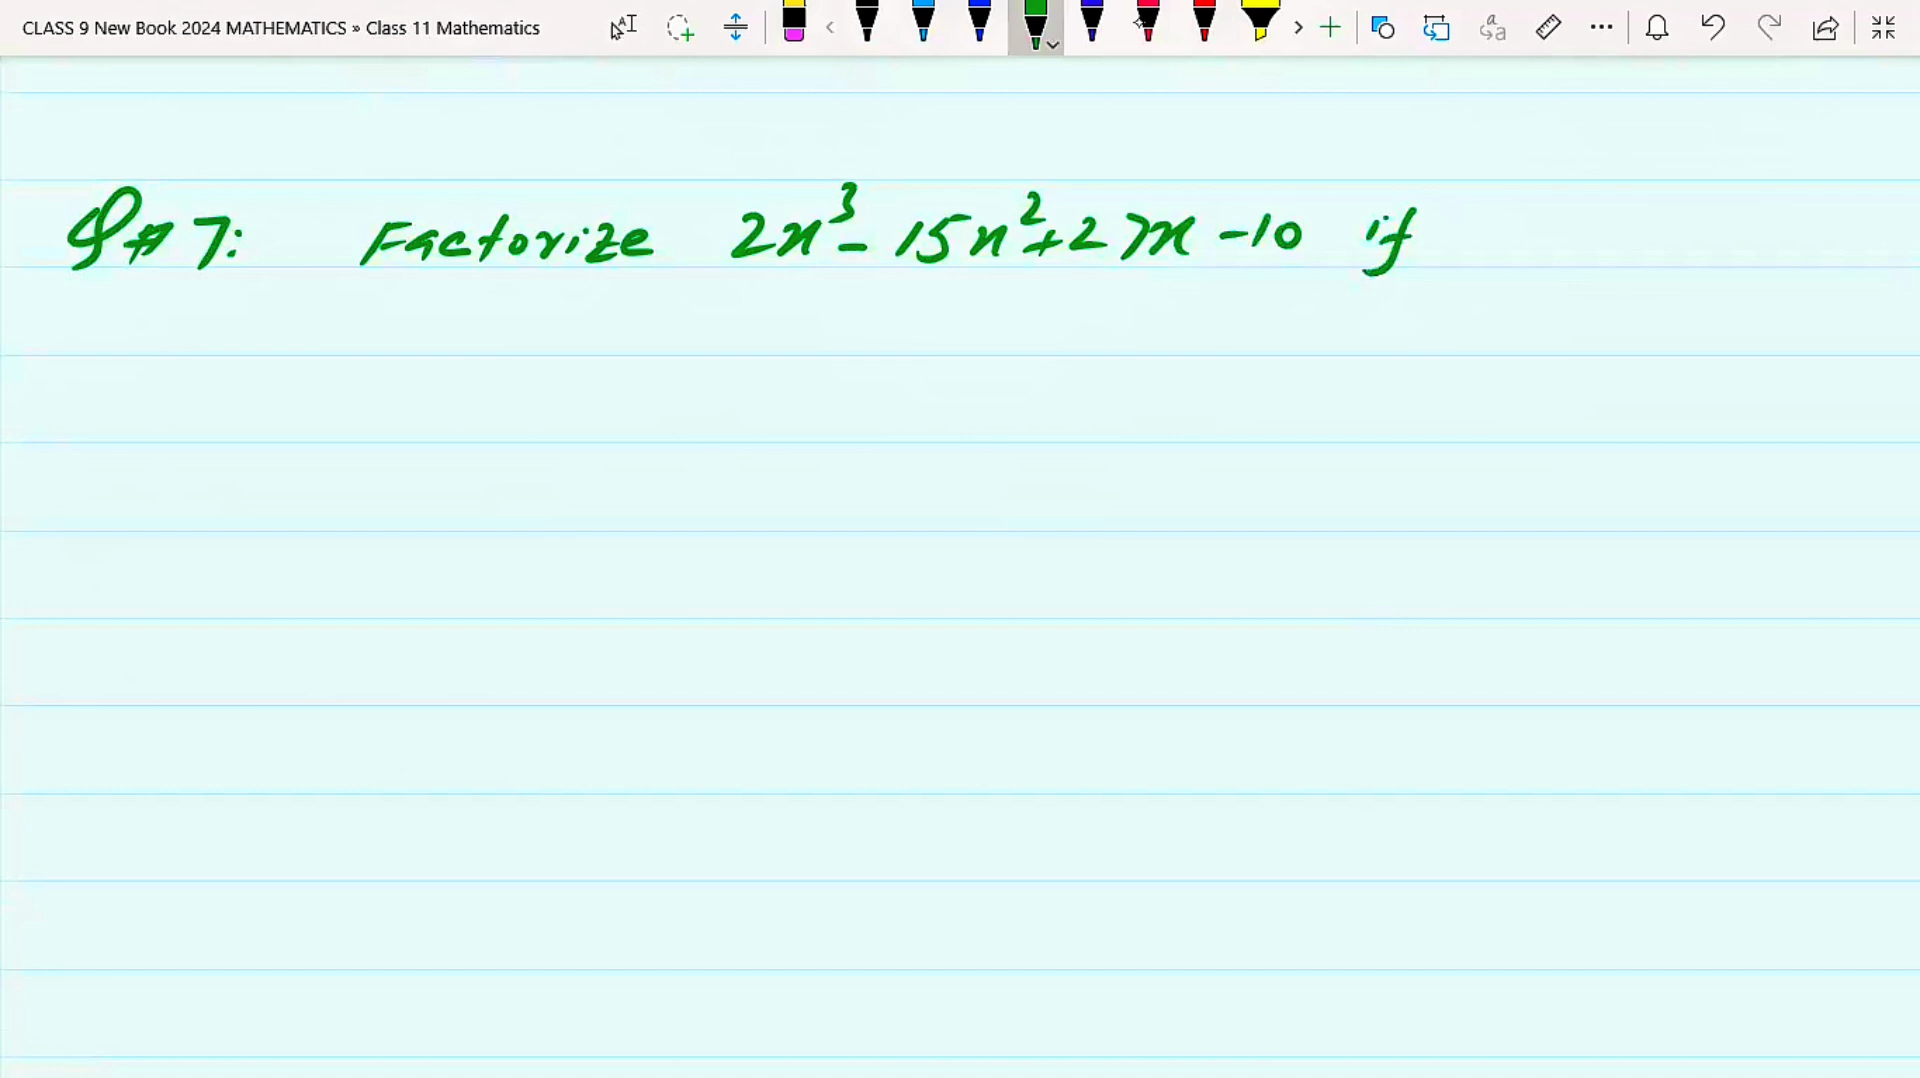 CLASS 9 New Book 2024 MATHEMATICS » Class 11 Mathematics
Q#7: Factorize 2x³ - 15x² + 27x - 10 if